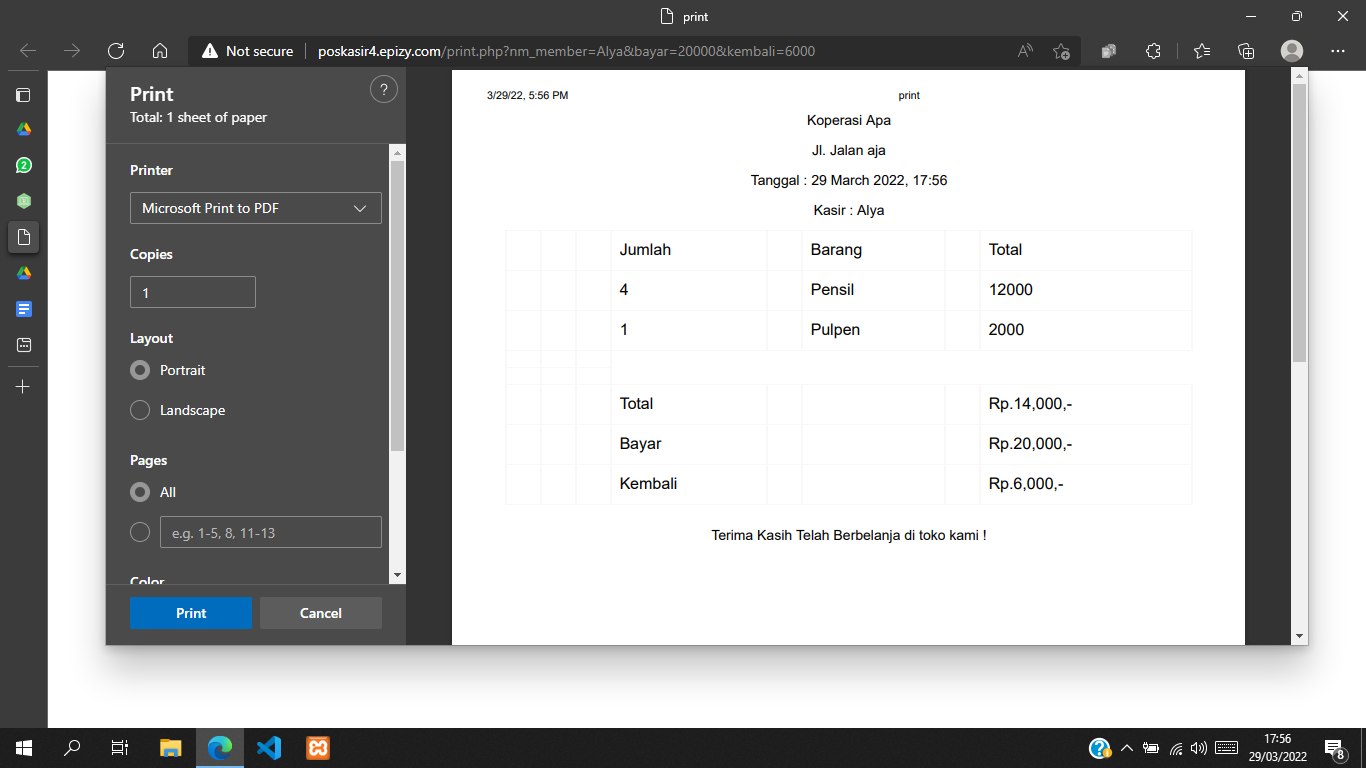 print
Not secure
poskasir4.epizy.com/print.php?nm_member=Alya&bayar=20000&kembali=6000
Print
Total: 1 sheet of paper
?
Printer
Microsoft Print to PDF
Copies
1
Layout
Portrait
Landscape
Pages
All
e.g. 1-5, 8, 11-13
Color
Print
Cancel
3/29/22, 5:56 PM print
Koperasi Apa
Jl. Jalan aja
Tanggal : 29 March 2022, 17:56
Kasir : Alya
Jumlah Barang Total
4 Pensil 12000
1 Pulpen 2000
Total Rp.14,000,-
Bayar Rp.20,000,-
Kembali Rp.6,000,-
Terima Kasih Telah Berbelanja di toko kami !
2
17:56
29/03/2022
8